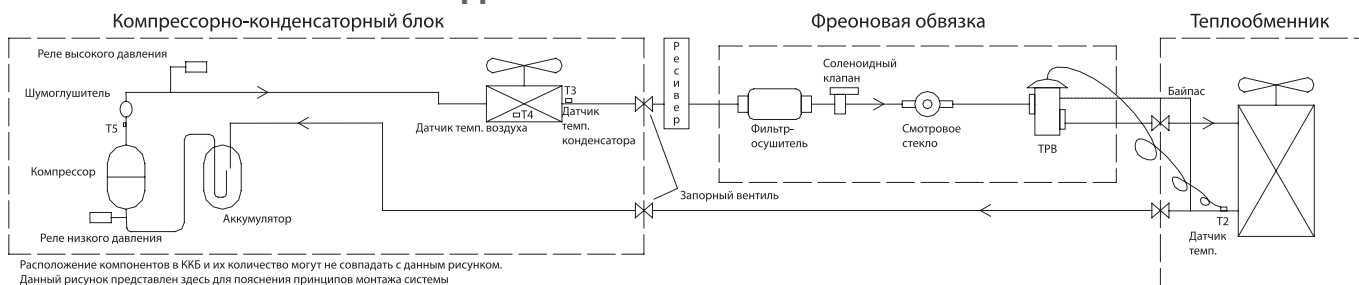 Компрессорно-конденсаторный блок
Фреоновая обвязка
Теплообменник
Реле высокого давления
Шумоглушитель
T5
Компрессор
Реле низкого давления
Аккумулятор
T3
T4
Датчик темп. воздуха
Датчик
темп.
конденсатора
Ресивер
Запорный вентиль
Фильтр-
осушитель
Соленоидный
клапан
Смотровое
стекло
ТРВ
Байпас
T2
Датчик
темп.
Расположение компонентов в ККБ и их количество могут не совпадать с данным рисунком.
Данный рисунок представлен здесь для пояснения принципов монтажа системы